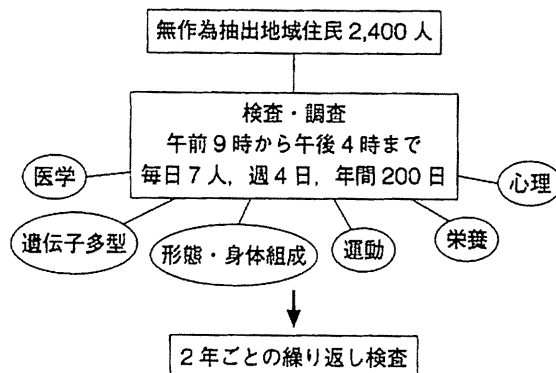 無作為抽出地域住民 2,400 人
検査・調査
午前 9 時から午後 4 時まで
毎日 7 人，週 4 日，年間 200 日
医学
心理
遺伝子多型
形態・身体組成
運動
栄養
2 年ごとの繰り返し検査